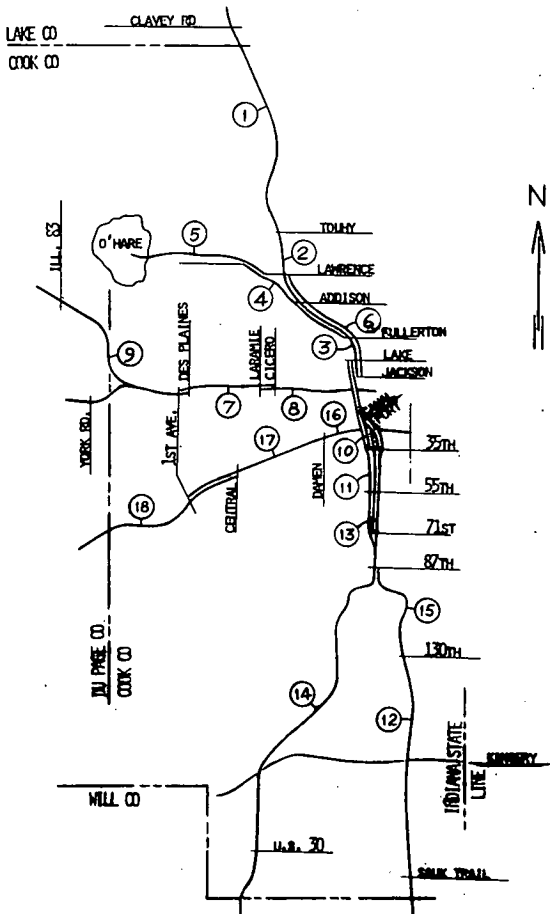 CLAVEY RD
LAKE CO
COOK CO
1
N
ILL. 83
O'HARE
5
TOUHY
2
LAWRENCE
4
ADDISON
6
FULLERTON
3
9
LAKE
JACKSON
DES PLAINES
LARAMIE
CICERO
7
8
YORK RD.
1ST AVE.
16
10
35TH
17
DAMEN
11
55TH
CENTRAL
18
13
71ST
87TH
15
130TH
DU PAGE CO
COOK CO
14
12
INDIANA STATE
LINE
KINGERY
WILL CO
U.S. 30
SAUK TRAIL